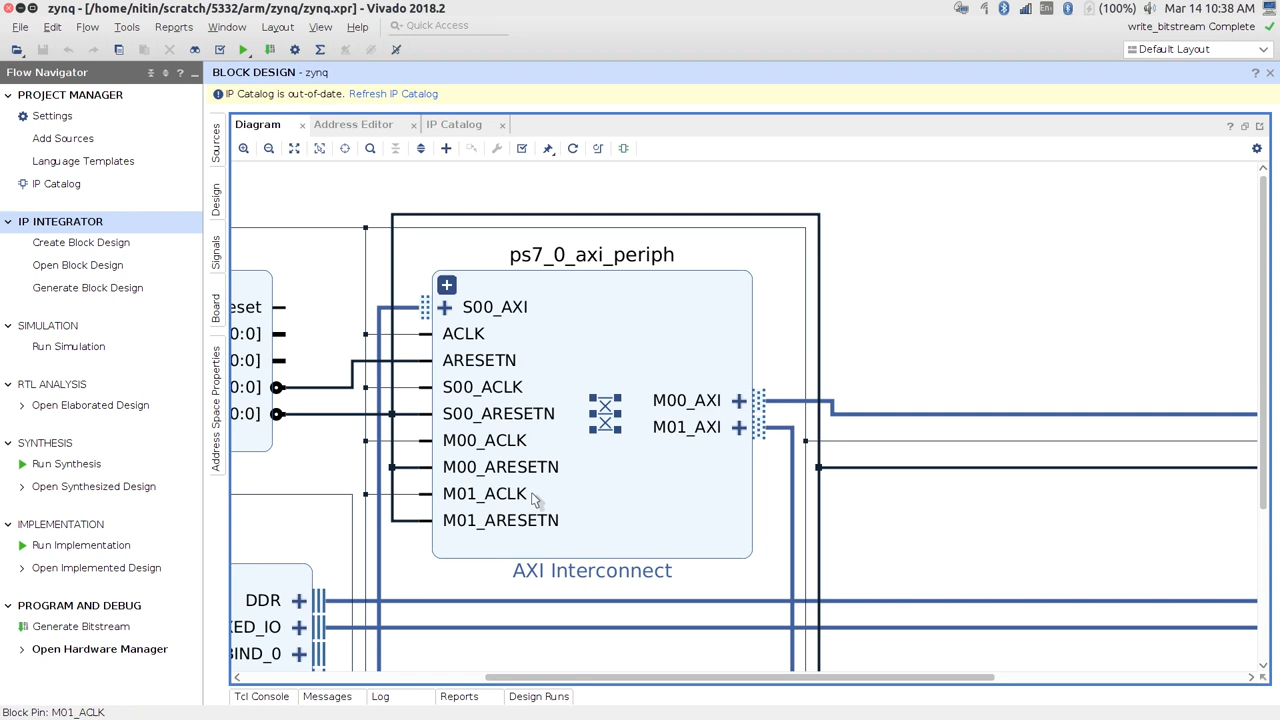 zynq - [/home/nitin/scratch/5332/arm/zynq/zynq.xpr] - Vivado 2018.2
En
(100%)
Mar 14 10:38 AM
File Edit Flow Tools Reports Window Layout View Help
Quick Access
write_bitstream Complete
Default Layout
Flow Navigator
PROJECT MANAGER
Settings
Add Sources
Language Templates
IP Catalog
IP INTEGRATOR
Create Block Design
Open Block Design
Generate Block Design
SIMULATION
Run Simulation
RTL ANALYSIS
Open Elaborated Design
SYNTHESIS
Run Synthesis
Open Synthesized Design
IMPLEMENTATION
Run Implementation
Open Implemented Design
PROGRAM AND DEBUG
Generate Bitstream
Open Hardware Manager
BLOCK DESIGN - zynq
IP Catalog is out-of-date. Refresh IP Catalog
Sources
Design
Signals
Board
Address Space Properties
Diagram
Address Editor
IP Catalog
eset
0:0]
0:0]
0:0]
0:0]
ps7_0_axi_periph
S00_AXI
ACLK
ARESETN
S00_ACLK
S00_ARESETN
M00_ACLK
M00_ARESETN
M01_ACLK
M01_ARESETN
M00_AXI
M01_AXI
AXI Interconnect
DDR
XED_IO
BIND_0
Tcl Console Messages Log Reports Design Runs
Block Pin: M01_ACLK